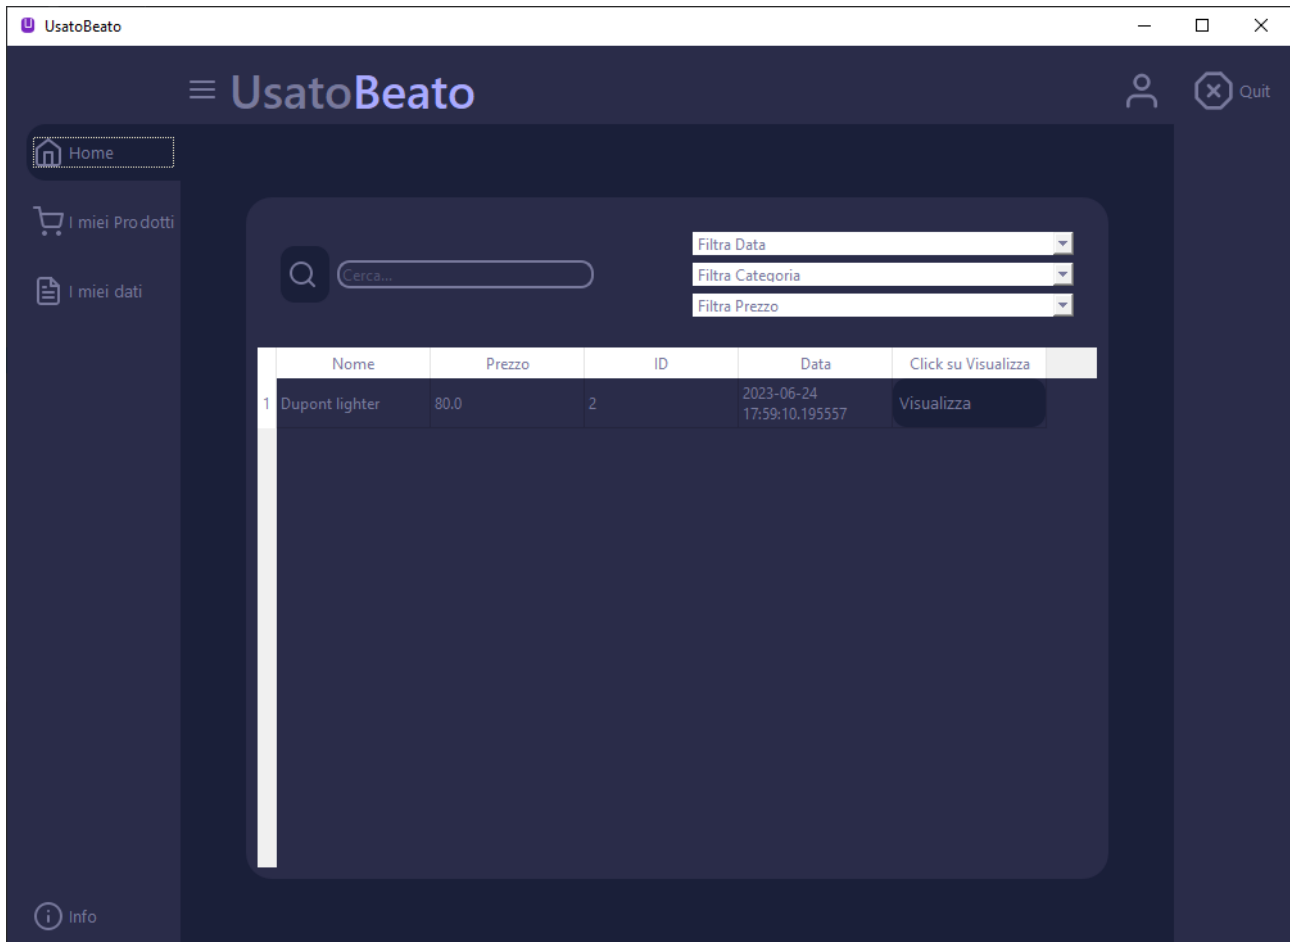 UsatoBeato
UsatoBeato
Quit
Home
I miei Prodotti
I miei dati
Cerca...
Filtra Data
Filtra Categoria
Filtra Prezzo
Nome Prezzo ID Data Click su Visualizza
1 Dupont lighter 80.0 2 2023-06-24 17:59:10.195557 Visualizza
Info